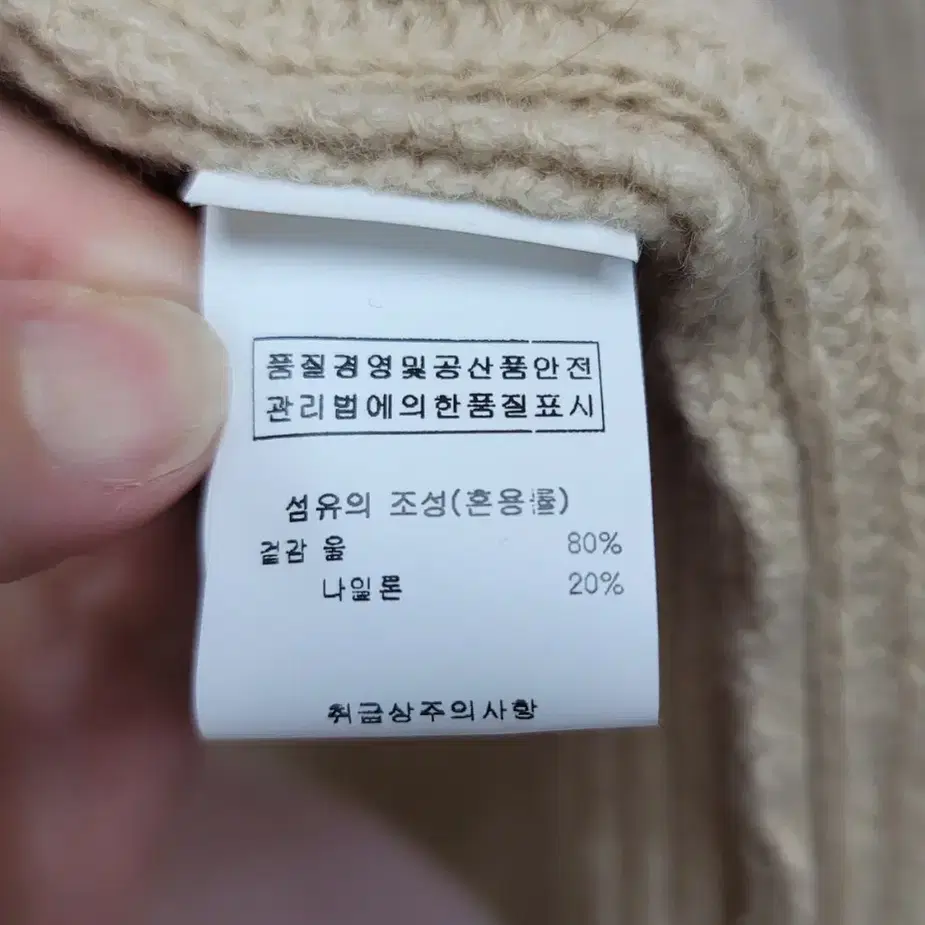 품질경영및공산품안전
관리법에의한품질표시
섬유의 조성(혼용률)
겉감 울 80%
나일론 20%
취급상주의사항